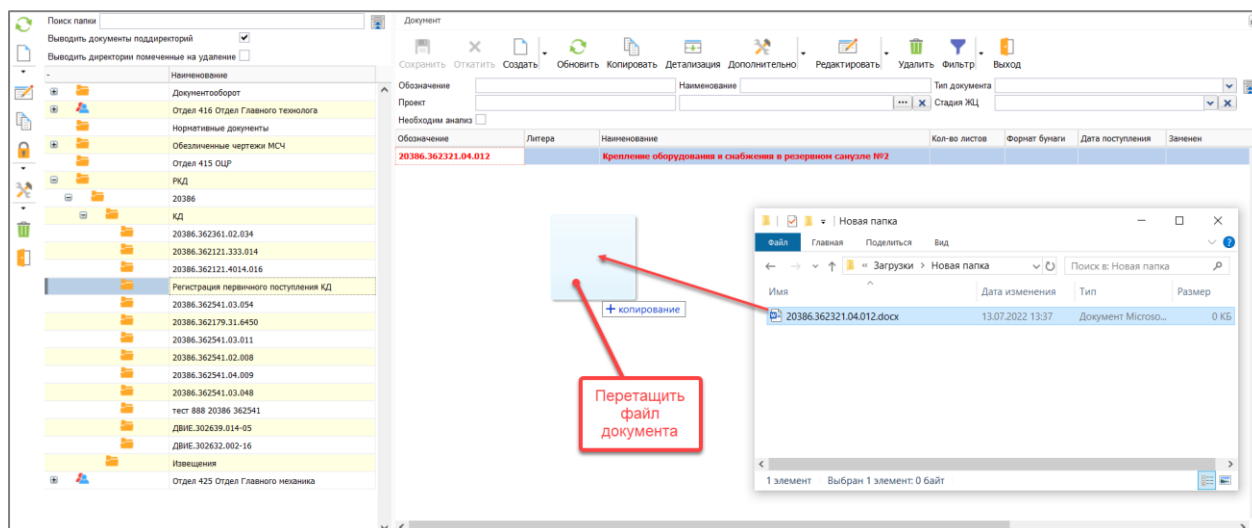 Поиск папки
Выводить документы поддиректорий
Выводить директории помеченные на удаление
- Наименование
Документооборот
Отдел 416 Отдел Главного технолога
Нормативные документы
Обезличенные чертежи МСЧ
Отдел 415 ОЦР
РКД
20386
КД
20386.362361.02.034
20386.362121.333.014
20386.362121.4014.016
Регистрация первичного поступления КД
20386.362541.03.054
20386.362179.31.6450
20386.362541.03.011
20386.362541.02.008
20386.362541.04.009
20386.362541.03.048
тест 888 20386 362541
ДВИЕ.302639.014-05
ДВИЕ.302632.002-16
Извещения
Отдел 425 Отдел Главного механика
Документ
Сохранить Откатить Создать Обновить Копировать Детализация Дополнительно Редактировать Удалить Фильтр Выход
Обозначение Наименование Тип документа
Проект ... X Стадия ЖЦ X
Необходим анализ
Обозначение Литера Наименование Кол-во листов Формат бумаги Дата поступления Заменен
20386.362321.04.012 Крепление оборудования и снабжения в резервном санузле №2
+ копирование
Перетащить
файл
документа
Новая папка
Файл Главная Поделиться Вид
« Загрузки > Новая папка Поиск в: Новая папка
Имя Дата изменения Тип Размер
20386.362321.04.012.docx 13.07.2022 13:37 Документ Microso... 0 КБ
1 элемент Выбран 1 элемент: 0 байт